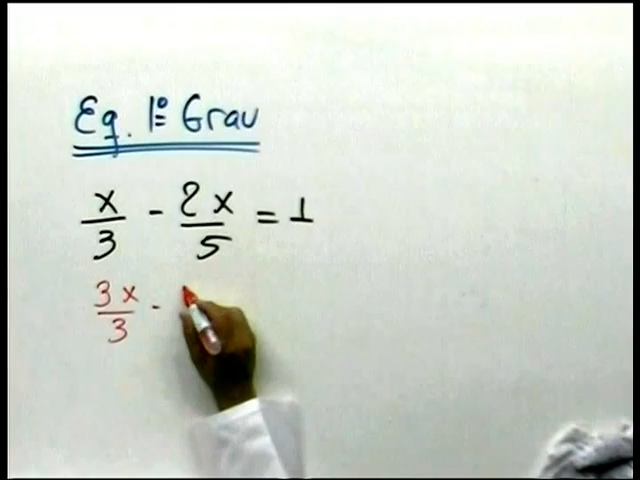 Eq. 1º Grau
x/3 - 2x/5 = 1
3x/3 -